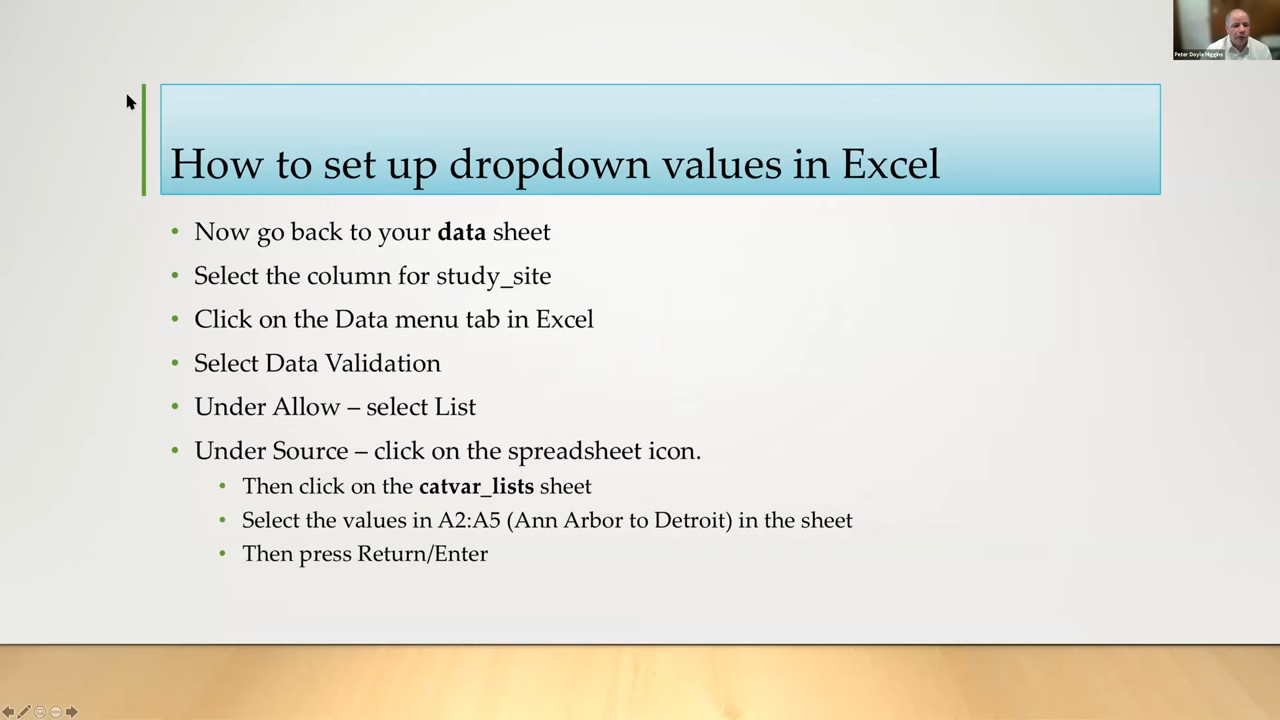 Peter Doyle Higgins
How to set up dropdown values in Excel
• Now go back to your data sheet
• Select the column for study_site
• Click on the Data menu tab in Excel
• Select Data Validation
• Under Allow – select List
• Under Source – click on the spreadsheet icon.
• Then click on the catvar_lists sheet
• Select the values in A2:A5 (Ann Arbor to Detroit) in the sheet
• Then press Return/Enter